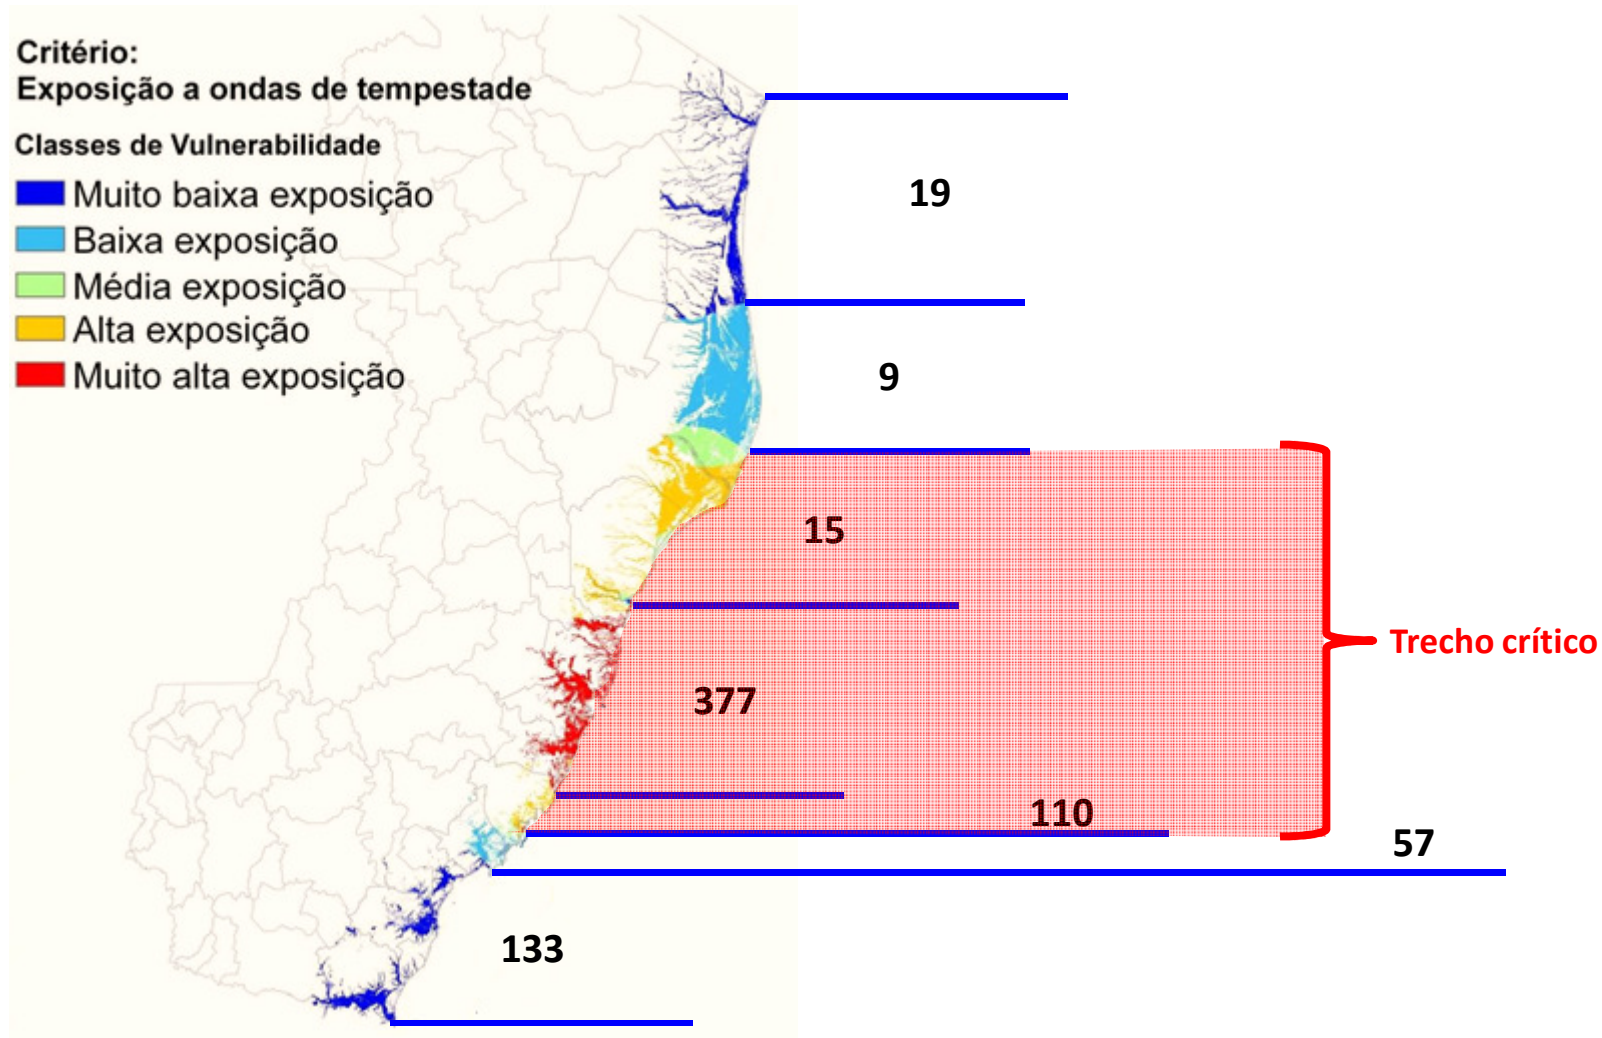 Critério:
Exposição a ondas de tempestade
Classes de Vulnerabilidade
Muito baixa exposição
Baixa exposição
Média exposição
Alta exposição
Muito alta exposição
19
9
15
Trecho crítico
377
110
57
133